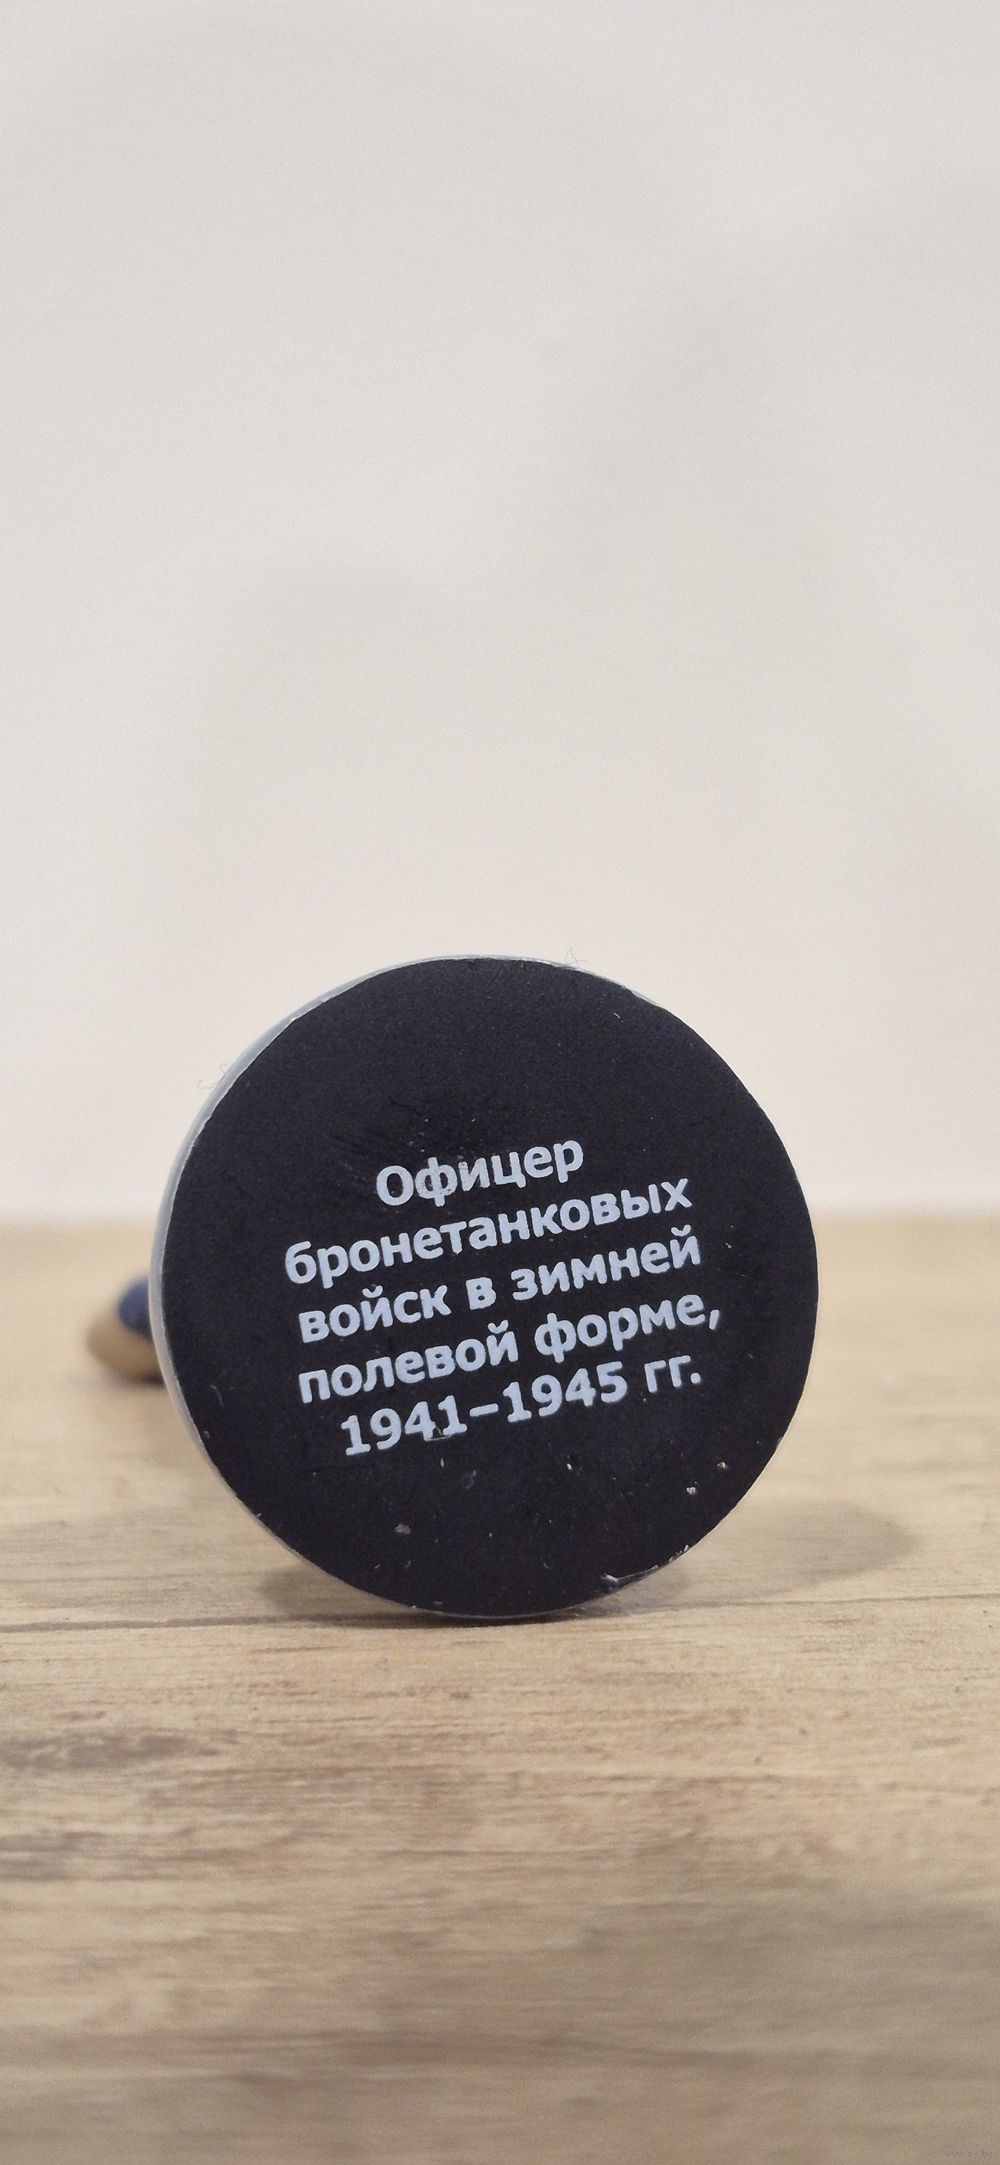 Офицер
бронетанковых
войск в зимней
полевой форме,
1941–1945 гг.